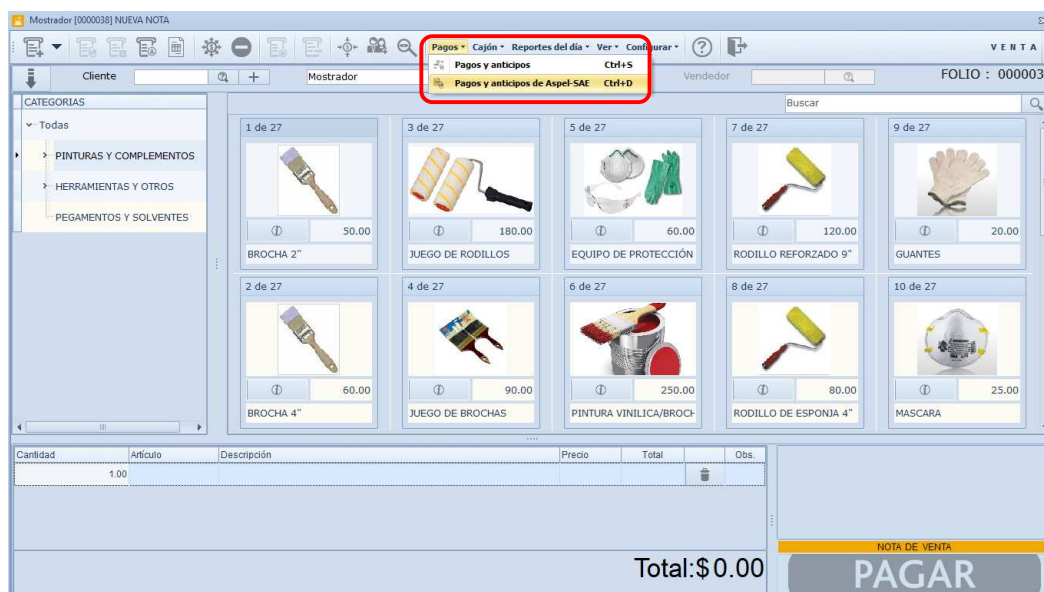 Mostrador [0000038] NUEVA NOTA
Pagos Cajón Reportes del día Ver Configurar
VENTA
Pagos y anticipos Ctrl+S
Pagos y anticipos de Aspel-SAE Ctrl+D
Cliente Mostrador Vendedor FOLIO : 000003
CATEGORIAS
Buscar
Todas
PINTURAS Y COMPLEMENTOS
HERRAMIENTAS Y OTROS
PEGAMENTOS Y SOLVENTES
1 de 27 3 de 27 5 de 27 7 de 27 9 de 27
50.00 180.00 60.00 120.00 20.00
BROCHA 2" JUEGO DE RODILLOS EQUIPO DE PROTECCIÓN RODILLO REFORZADO 9" GUANTES
2 de 27 4 de 27 6 de 27 8 de 27 10 de 27
60.00 90.00 250.00 80.00 25.00
BROCHA 4" JUEGO DE BROCHAS PINTURA VINILICA/BROCH RODILLO DE ESPONJA 4" MASCARA
Cantidad Artículo Descripción Precio Total Obs.
1.00
NOTA DE VENTA
Total:$0.00
PAGAR